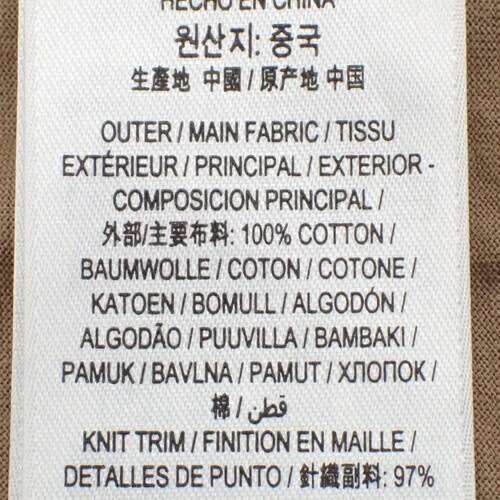 HECHO EN CHINA
원산지: 중국
生產地 中國 / 原产地 中国
OUTER / MAIN FABRIC / TISSU
EXTÉRIEUR / PRINCIPAL / EXTERIOR -
COMPOSICION PRINCIPAL /
外部/主要布料: 100% COTTON /
BAUMWOLLE / COTON / COTONE /
KATOEN / BOMULL / ALGODÓN /
ALGODÃO / PUUVILLA / BAMBAKI /
PAMUK / BAVLNA / PAMUT / ХЛОПОК /
棉 / قطن /
KNIT TRIM / FINITION EN MAILLE /
DETALLES DE PUNTO / 針織副料: 97%